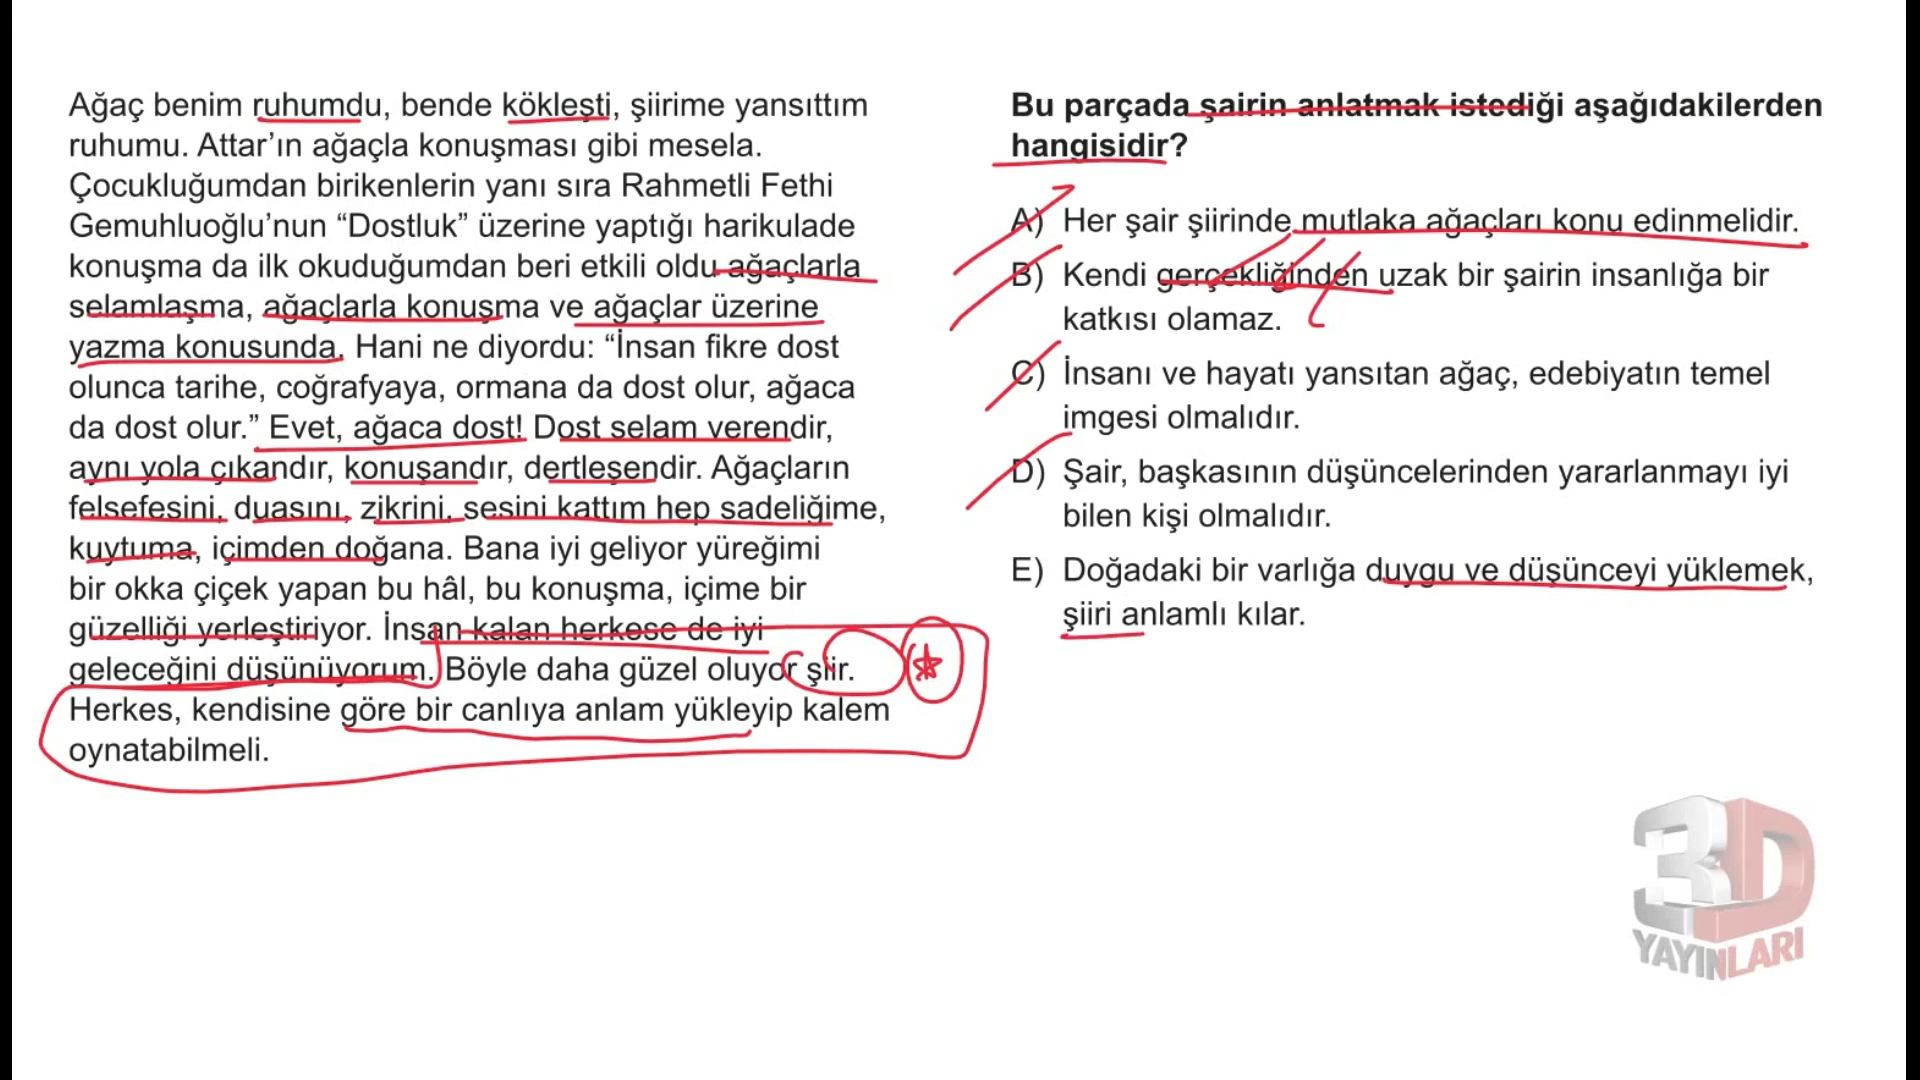 Ağaç benim ruhumdu, bende kökleşti, şiirime yansıttım
ruhumu. Attar’ın ağaçla konuşması gibi mesela.
Çocukluğumdan birikenlerin yanı sıra Rahmetli Fethi
Gemuhluoğlu’nun “Dostluk” üzerine yaptığı harikulade
konuşma da ilk okuduğumdan beri etkili oldu ağaçlarla
selamlaşma, ağaçlarla konuşma ve ağaçlar üzerine
yazma konusunda. Hani ne diyordu: “İnsan fikre dost
olunca tarihe, coğrafyaya, ormana da dost olur, ağaca
da dost olur.” Evet, ağaca dost! Dost selam verendir,
aynı yola çıkandır, konuşandır, dertleşendir. Ağaçların
felsefesini, duasını, zikrini, sesini kattım hep sadeliğime,
kuytuma, içimden doğana. Bana iyi geliyor yüreğimi
bir okka çiçek yapan bu hâl, bu konuşma, içime bir
güzelliği yerleştiriyor. İnsan kalan herkese de iyi
geleceğini düşünüyorum. Böyle daha güzel oluyor şiir.
Herkes, kendisine göre bir canlıya anlam yükleyip kalem
oynatabilmeli.
Bu parçada şairin anlatmak istediği aşağıdakilerden
hangisidir?
A) Her şair şiirinde mutlaka ağaçları konu edinmelidir.
B) Kendi gerçekliğinden uzak bir şairin insanlığa bir
katkısı olamaz.
C) İnsanı ve hayatı yansıtan ağaç, edebiyatın temel
imgesi olmalıdır.
D) Şair, başkasının düşüncelerinden yararlanmayı iyi
bilen kişi olmalıdır.
E) Doğadaki bir varlığa duygu ve düşünceyi yüklemek,
şiiri anlamlı kılar.
3D
YAYINLARI